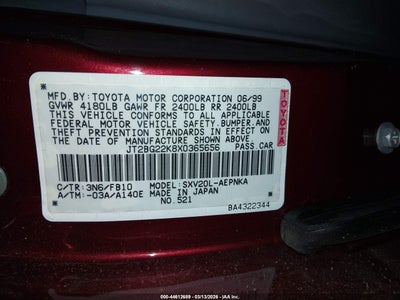 MFD.BY:TOYOTA MOTOR CORPORATION 06/99
GVWR 4180LB GAWR FR 2400LB RR 2400LB
THIS VEHICLE CONFORMS TO ALL APPLICABLE
FEDERAL MOTOR VEHICLE SAFETY, BUMPER, AND
THEFT PREVENTION STANDARDS IN EFFECT ON
THE DATE OF MANUFACTURE SHOWN ABOVE.
JT2BG22K8X0365656 PASS.CAR
TOYOTA
C/TR: 3N6/FB10 MODEL: SXV20L-AEPNKA
A/TM: -03A/A140E MADE IN JAPAN
NO.521
BA4322344
000-44612689 - 03/13/2026 - IAAI.COM